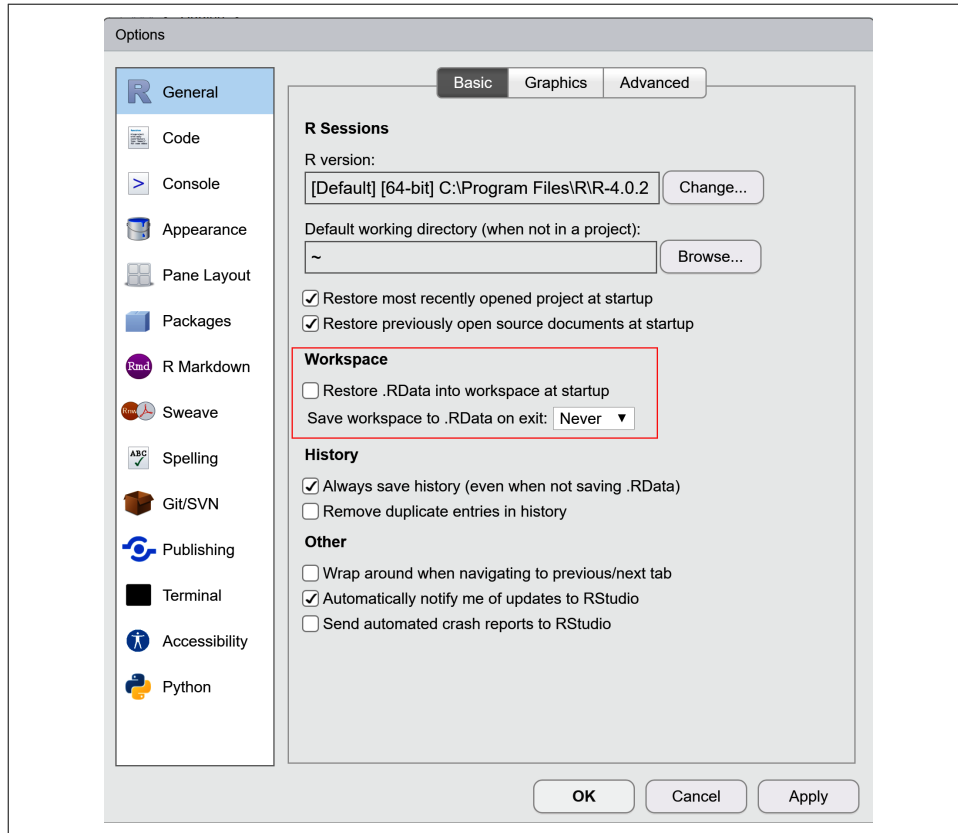 Options
General
Code
Console
Appearance
Pane Layout
Packages
Rmd R Markdown
Rnw Sweave
ABC Spelling
Git/SVN
Publishing
Terminal
Accessibility
Python
Basic Graphics Advanced
R Sessions
R version:
[Default] [64-bit] C:\Program Files\R\R-4.0.2 Change...
Default working directory (when not in a project):
~ Browse...
Restore most recently opened project at startup
Restore previously open source documents at startup
Workspace
Restore .RData into workspace at startup
Save workspace to .RData on exit: Never
History
Always save history (even when not saving .RData)
Remove duplicate entries in history
Other
Wrap around when navigating to previous/next tab
Automatically notify me of updates to RStudio
Send automated crash reports to RStudio
OK Cancel Apply